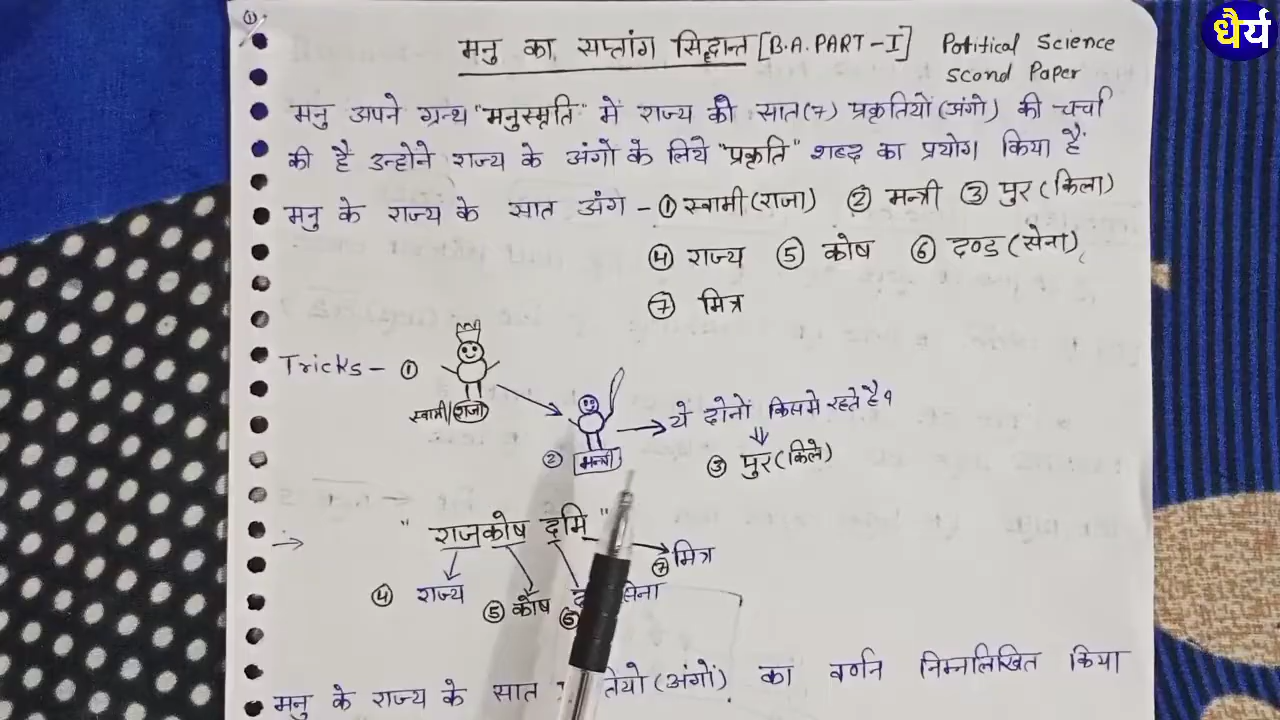 धैर्य
①
मनु का सप्तांग सिद्धान्त [B.A. PART-I] Political Science
scond Paper
मनु अपने ग्रन्थ "मनुस्मृति" में राज्य की सात(7) प्रकृतियों(अंगो) की चर्चा
की है उन्होने राज्य के अंगों के लिये "प्रकृति" शब्द का प्रयोग किया है
मनु के राज्य के सात अंग - ① स्वामी(राजा) ② मन्त्री ③ पुर(किला)
④ राज्य ⑤ कोष ⑥ दण्ड(सेना),
⑦ मित्र
Tricks - ①
स्वामी/राजा
② मन्त्री
→ ये दोनों किसमे रहते है?
③ पुर(किले)
→ "राजकोष दमि"
⑦ मित्र
④ राज्य ⑤ कोष ⑥ सेना
मनु के राज्य के सात (अंगों) का वर्णन निम्नलिखित किया